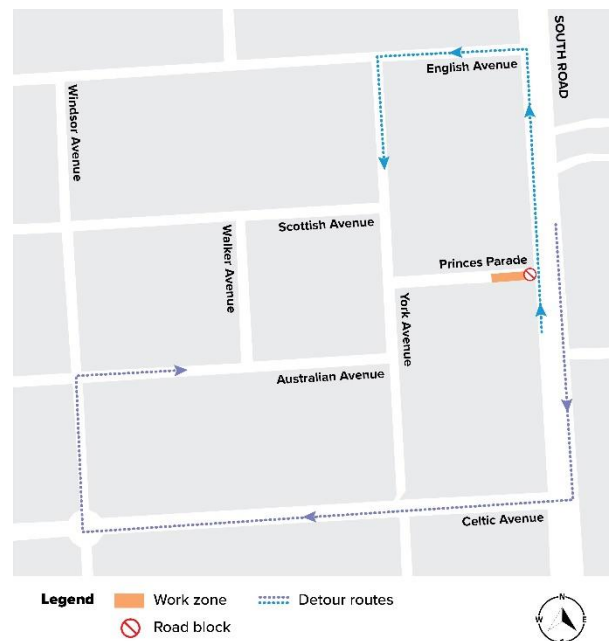 English Avenue
SOUTH ROAD
Windsor Avenue
Scottish Avenue
Walker Avenue
Princes Parade
York Avenue
Australian Avenue
Celtic Avenue
Legend
Work zone
Detour routes
Road block
N
W
E
S